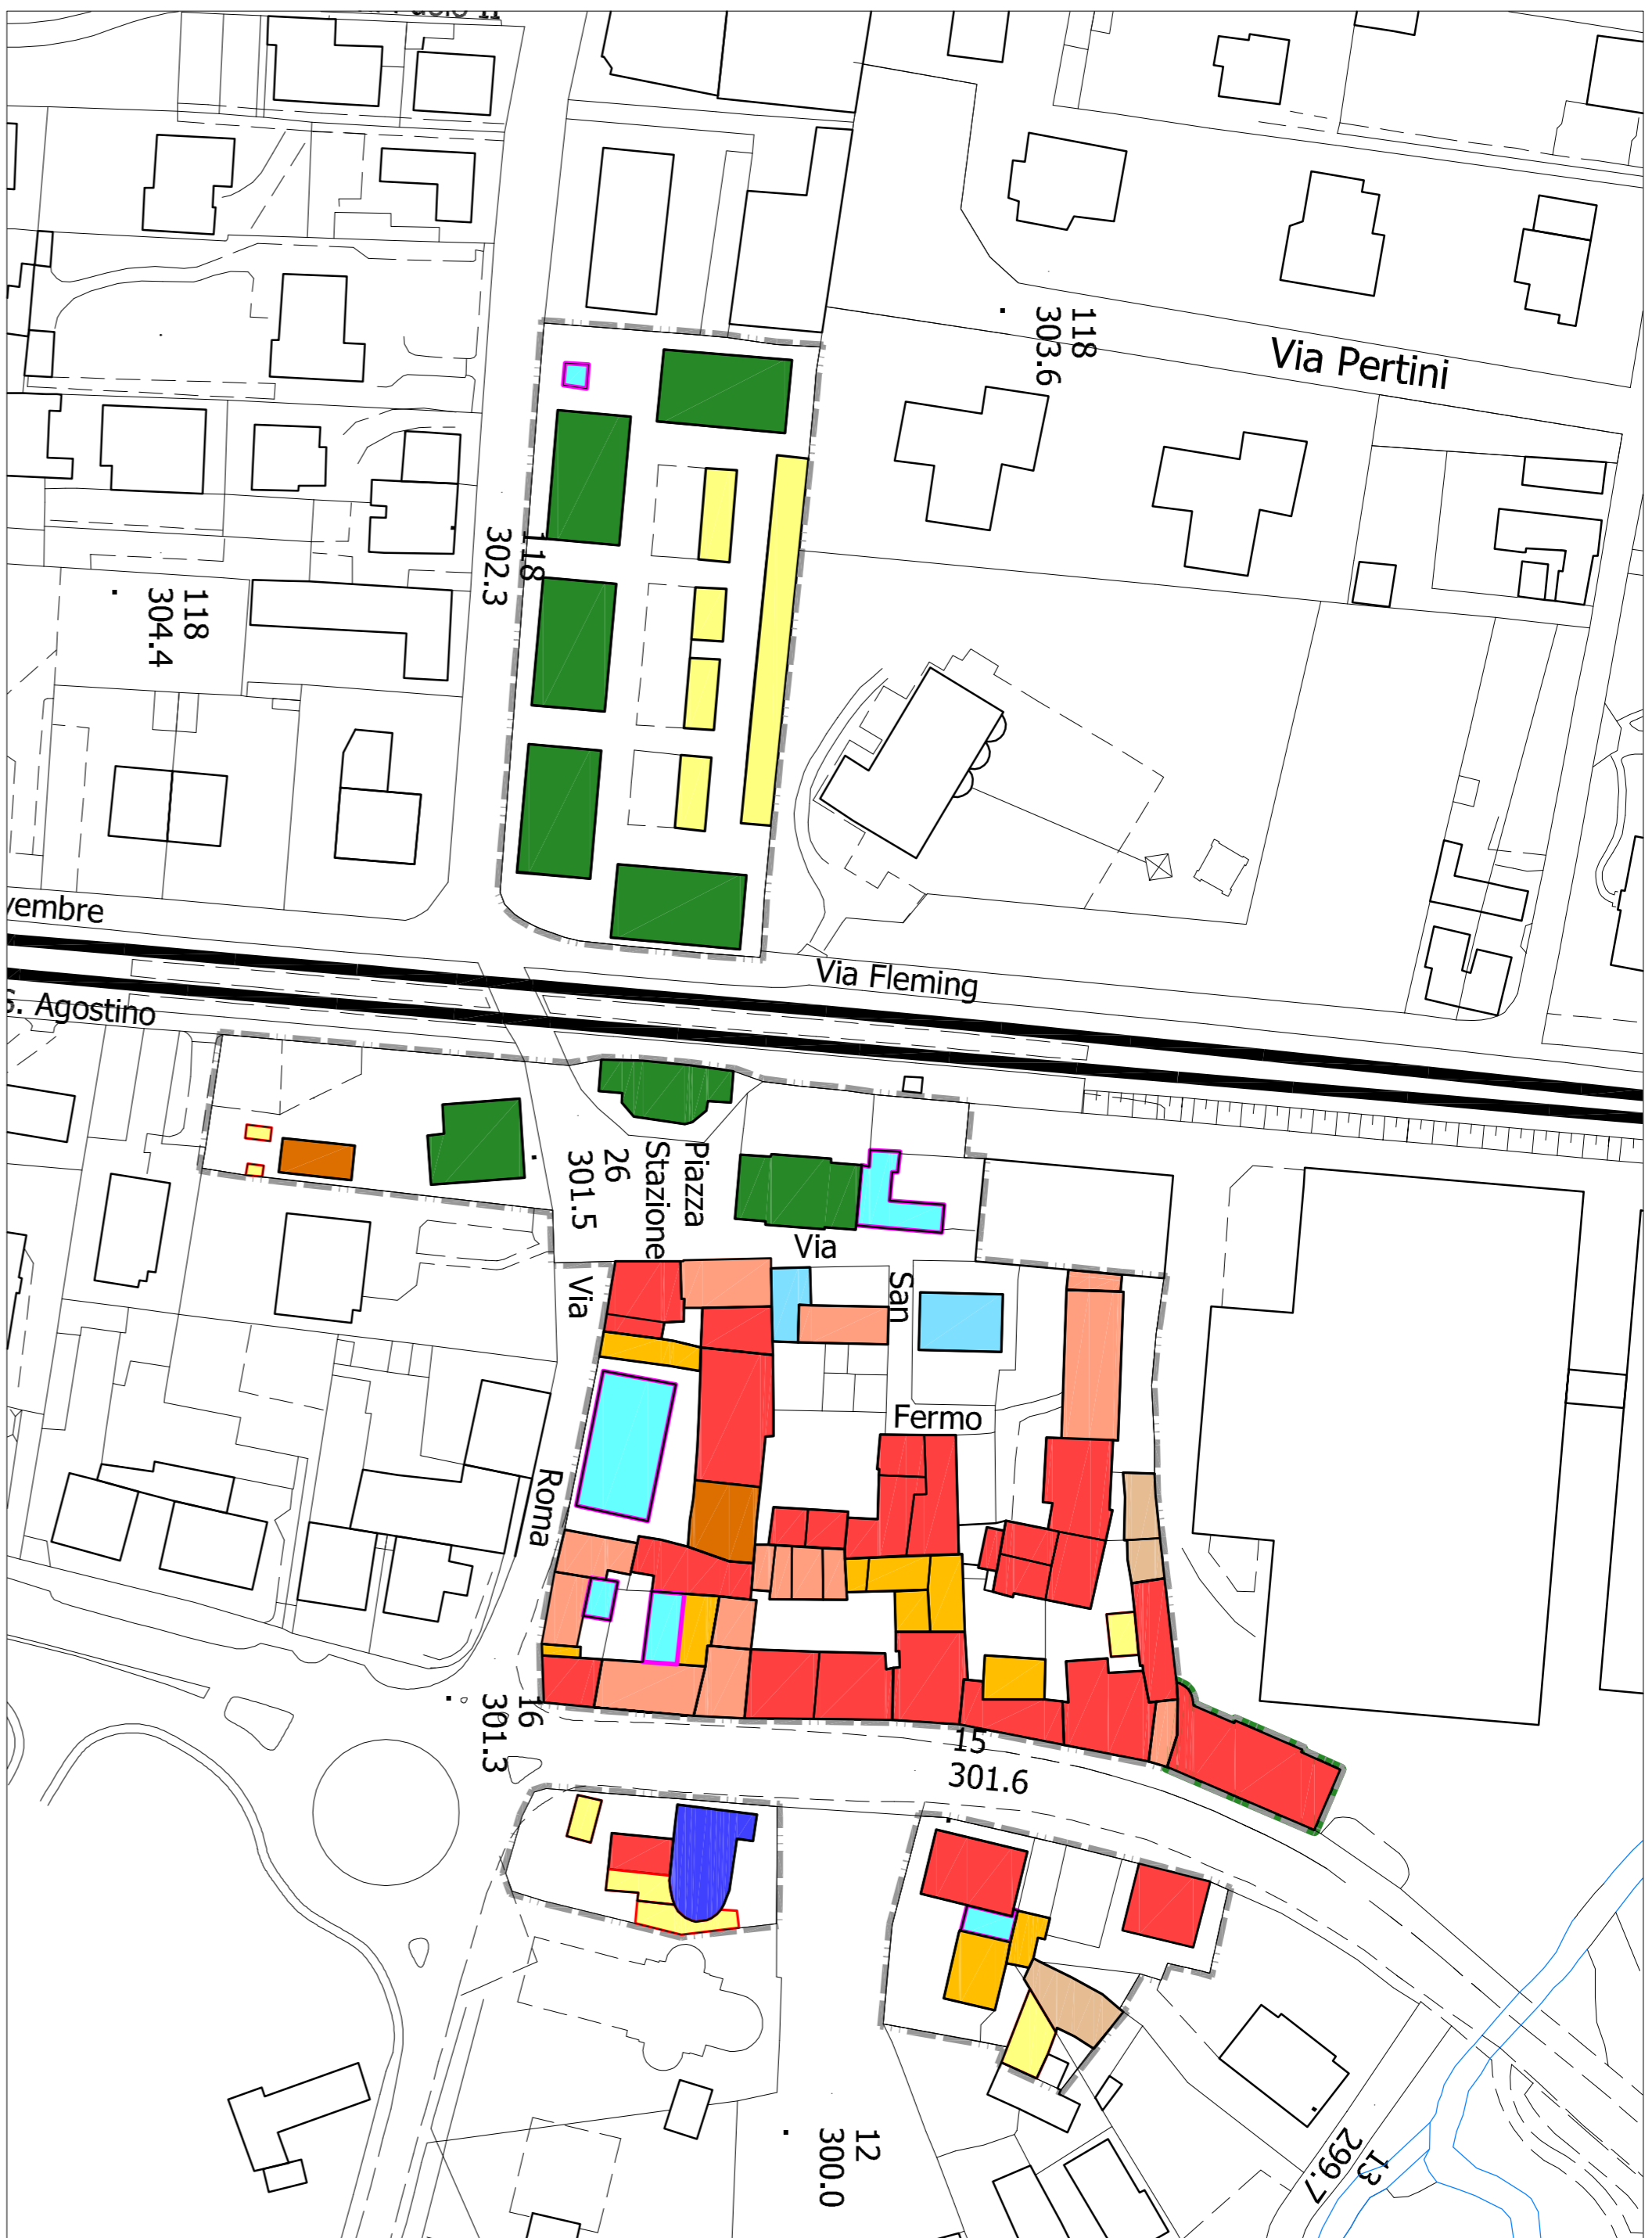 118
303.6
Via Pertini
118
302.3
118
304.4
vembre
Via Fleming
S. Agostino
Piazza
Stazione
26
301.5
Via
San
Fermo
Via
Roma
16
301.3
15
301.6
12
300.0
13
299.7